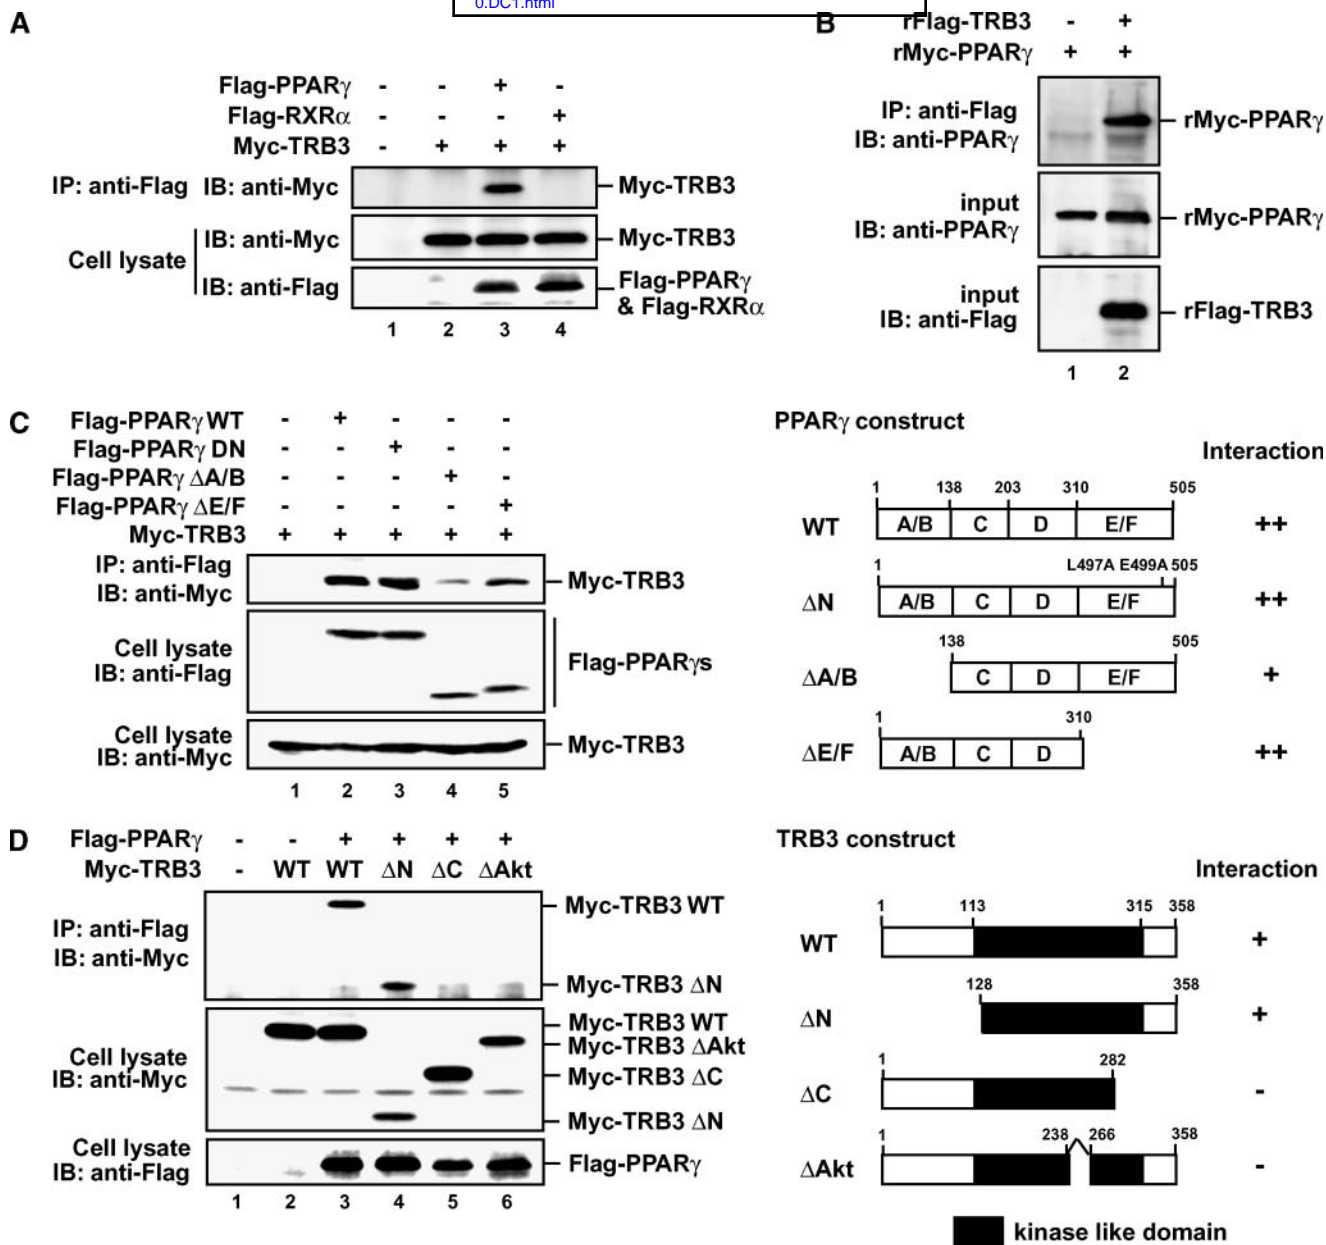 0.DC1.html
A
Flag-PPARγ - - + -
Flag-RXRα - - - +
Myc-TRB3 - + + +
IP: anti-Flag IB: anti-Myc Myc-TRB3
Cell lysate
IB: anti-Myc Myc-TRB3
IB: anti-Flag Flag-PPARγ & Flag-RXRα
1 2 3 4
B
rFlag-TRB3 - +
rMyc-PPARγ + +
IP: anti-Flag
IB: anti-PPARγ
rMyc-PPARγ
input
IB: anti-PPARγ
rMyc-PPARγ
input
IB: anti-Flag
rFlag-TRB3
1 2
C
Flag-PPARγ WT - + - - -
Flag-PPARγ DN - - + - -
Flag-PPARγ ΔA/B - - - + -
Flag-PPARγ ΔE/F - - - - +
Myc-TRB3 + + + + +
IP: anti-Flag
IB: anti-Myc
Myc-TRB3
Cell lysate
IB: anti-Flag
Flag-PPARγs
Cell lysate
IB: anti-Myc
Myc-TRB3
1 2 3 4 5
PPARγ construct
Interaction
1 138 203 310 505
WT A/B C D E/F ++
1 L497A E499A 505
ΔN A/B C D E/F ++
138 505
ΔA/B C D E/F +
1 310
ΔE/F A/B C D ++
D
Flag-PPARγ - - + + + +
Myc-TRB3 - WT WT ΔN ΔC ΔAkt
IP: anti-Flag
IB: anti-Myc
Myc-TRB3 WT
Myc-TRB3 ΔN
Cell lysate
IB: anti-Myc
Myc-TRB3 WT
Myc-TRB3 ΔAkt
Myc-TRB3 ΔC
Myc-TRB3 ΔN
Cell lysate
IB: anti-Flag
Flag-PPARγ
1 2 3 4 5 6
TRB3 construct
Interaction
1 113 315 358
WT +
128 358
ΔN +
1 282
ΔC -
1 238 266 358
ΔAkt -
kinase like domain